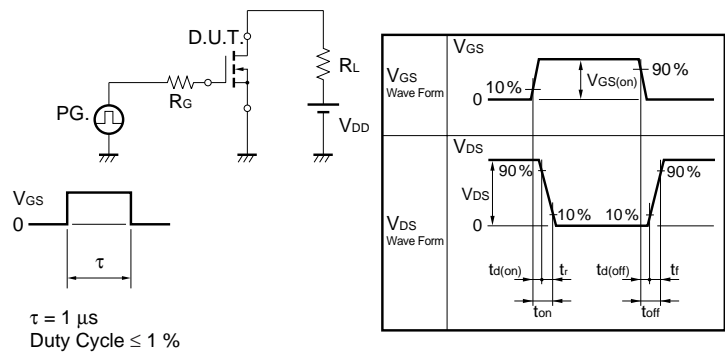 D.U.T.
RL
RG
PG.
VDD
VGS
0
τ
τ = 1 μs
Duty Cycle ≤ 1 %
VGS
Wave Form
VGS
10 %
VGS(on)
90 %
0
VDS
Wave Form
VDS
90 %
VDS
90 %
10 %
10 %
0
td(on)
tr
td(off)
tf
ton
toff